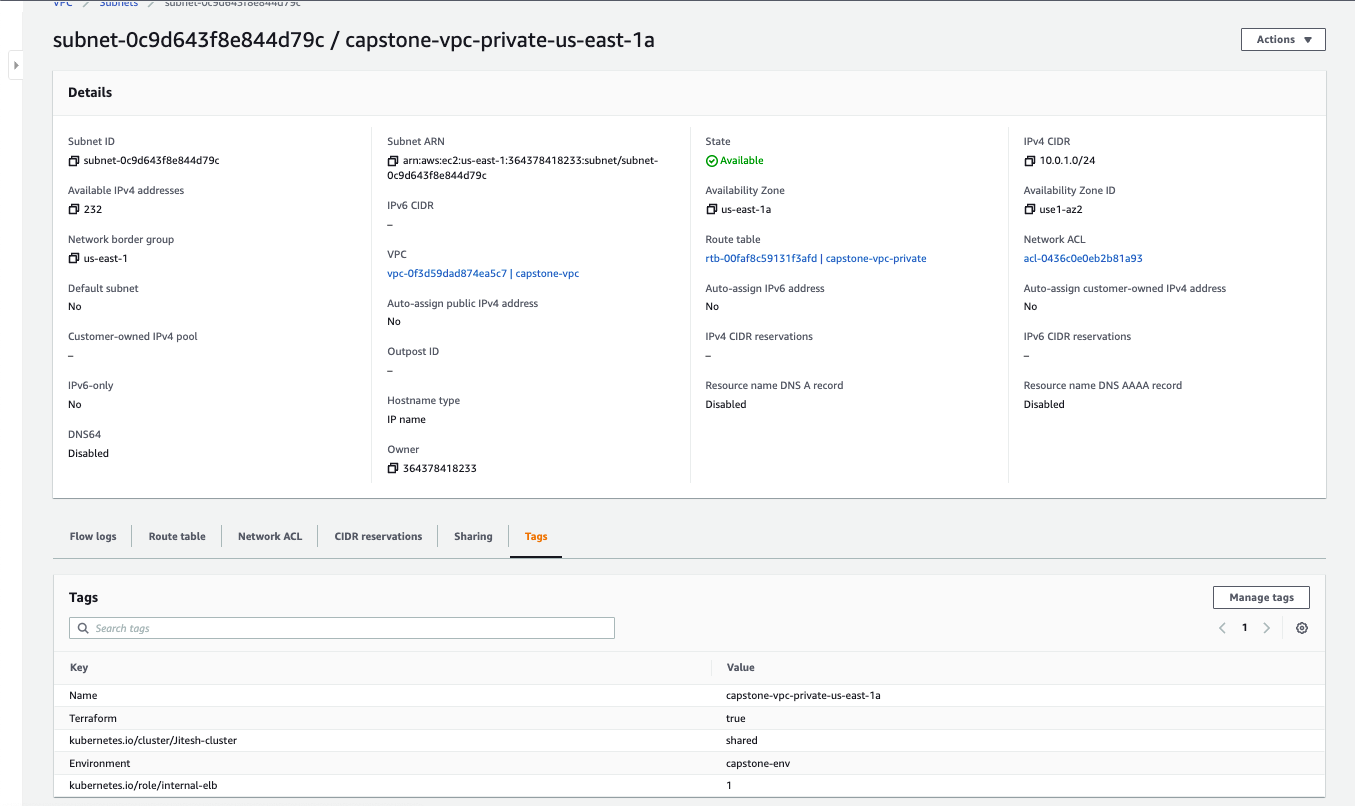 VPC / Subnets / subnet-0c9d643f8e844d79c
subnet-0c9d643f8e844d79c / capstone-vpc-private-us-east-1a
Actions
Details
Subnet ID
subnet-0c9d643f8e844d79c
Available IPv4 addresses
232
Network border group
us-east-1
Default subnet
No
Customer-owned IPv4 pool
–
IPv6-only
No
DNS64
Disabled
Subnet ARN
arn:aws:ec2:us-east-1:364378418233:subnet/subnet-
0c9d643f8e844d79c
IPv6 CIDR
–
VPC
vpc-0f3d59dad874ea5c7 | capstone-vpc
Auto-assign public IPv4 address
No
Outpost ID
–
Hostname type
IP name
Owner
364378418233
State
Available
Availability Zone
us-east-1a
Route table
rtb-00faf8c59131f3afd | capstone-vpc-private
Auto-assign IPv6 address
No
IPv4 CIDR reservations
–
Resource name DNS A record
Disabled
IPv4 CIDR
10.0.1.0/24
Availability Zone ID
use1-az2
Network ACL
acl-0436c0e0eb2b81a93
Auto-assign customer-owned IPv4 address
No
IPv6 CIDR reservations
–
Resource name DNS AAAA record
Disabled
Flow logs Route table Network ACL CIDR reservations Sharing Tags
Tags
Manage tags
Search tags
1
Key Value
Name capstone-vpc-private-us-east-1a
Terraform true
kubernetes.io/cluster/Jitesh-cluster shared
Environment capstone-env
kubernetes.io/role/internal-elb 1